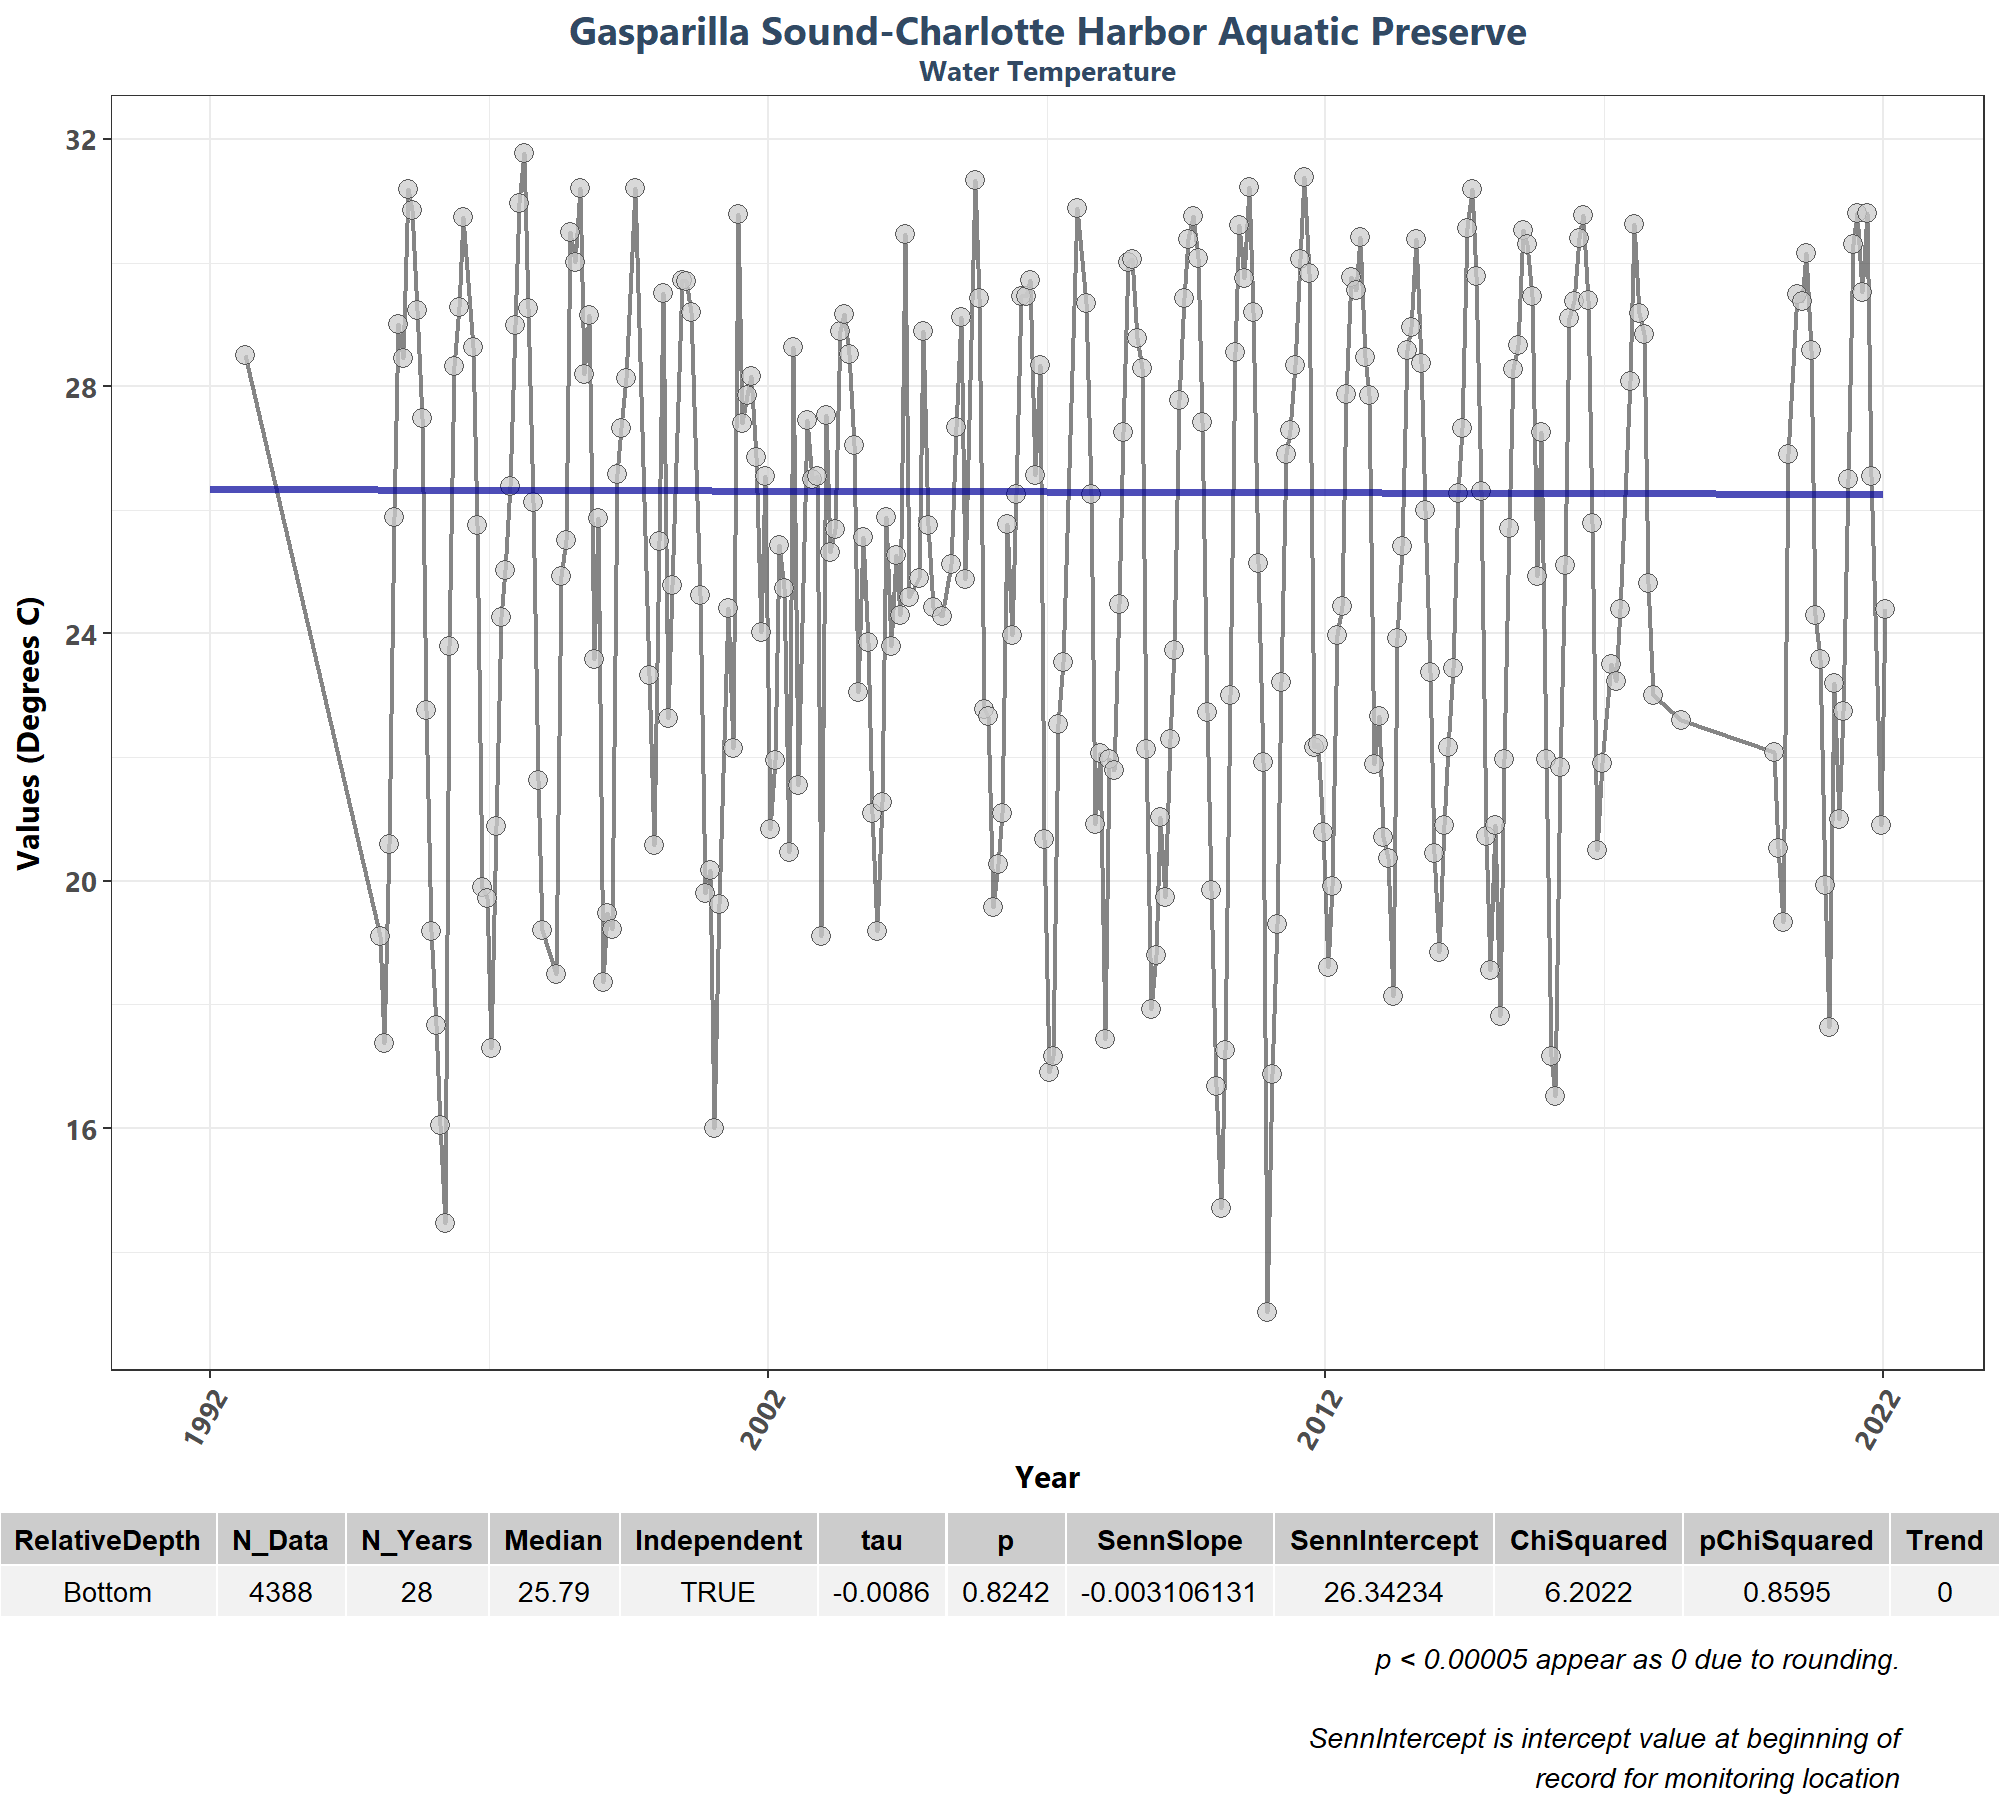 Gasparilla Sound-Charlotte Harbor Aquatic Preserve
Water Temperature
Values (Degrees C)
32
28
24
20
16
1992
2002
2012
2022
Year
RelativeDepth N_Data N_Years Median Independent tau p SennSlope SennIntercept ChiSquared pChiSquared Trend
Bottom 4388 28 25.79 TRUE -0.0086 0.8242 -0.003106131 26.34234 6.2022 0.8595 0
p < 0.00005 appear as 0 due to rounding.
SennIntercept is intercept value at beginning of
record for monitoring location